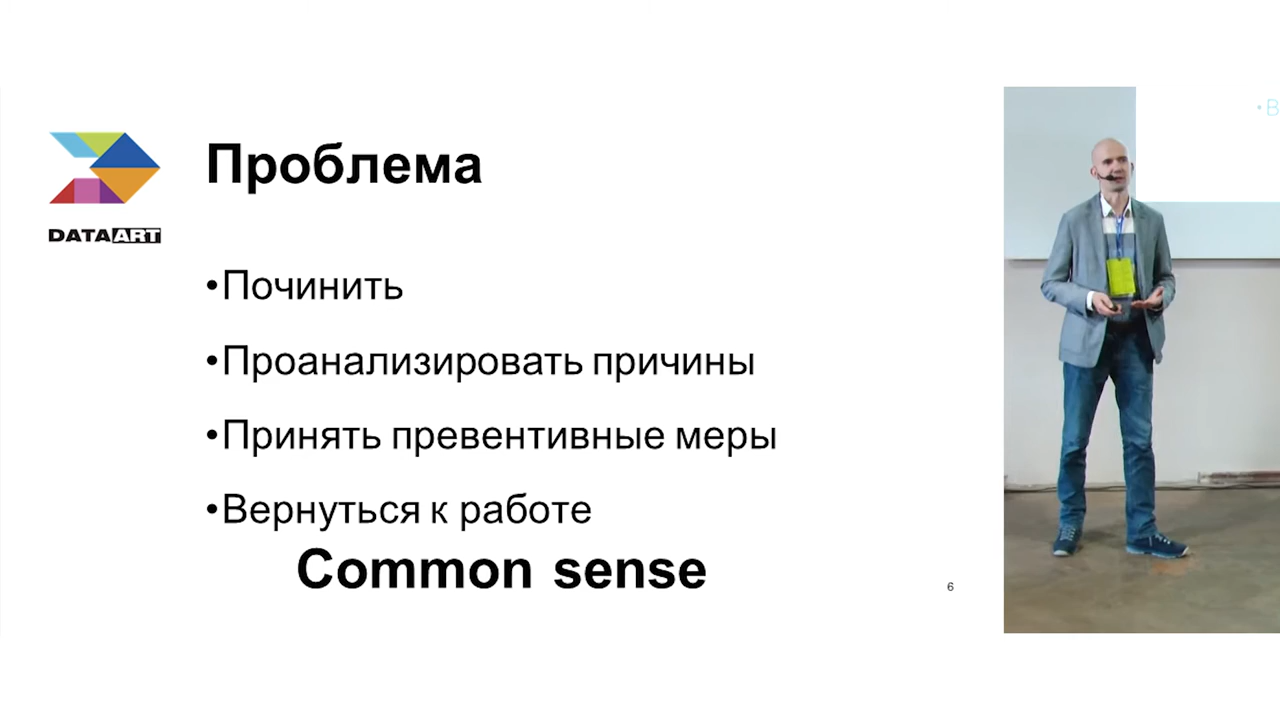 Проблема
DATAART
•Починить
•Проанализировать причины
•Принять превентивные меры
•Вернуться к работе
Common sense
6
•В